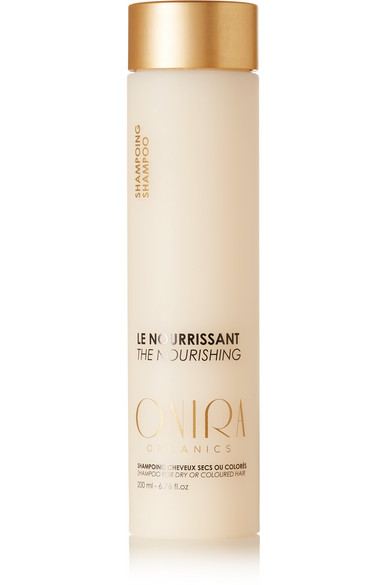 SHAMPOING
SHAMPOO
LE NOURRISSANT
THE NOURISHING
ONIRA
ORGANICS
SHAMPOING CHEVEUX SECS OU COLORÉS
SHAMPOO FOR DRY OR COLOURED HAIR
200 ml - 6.76 fl.oz